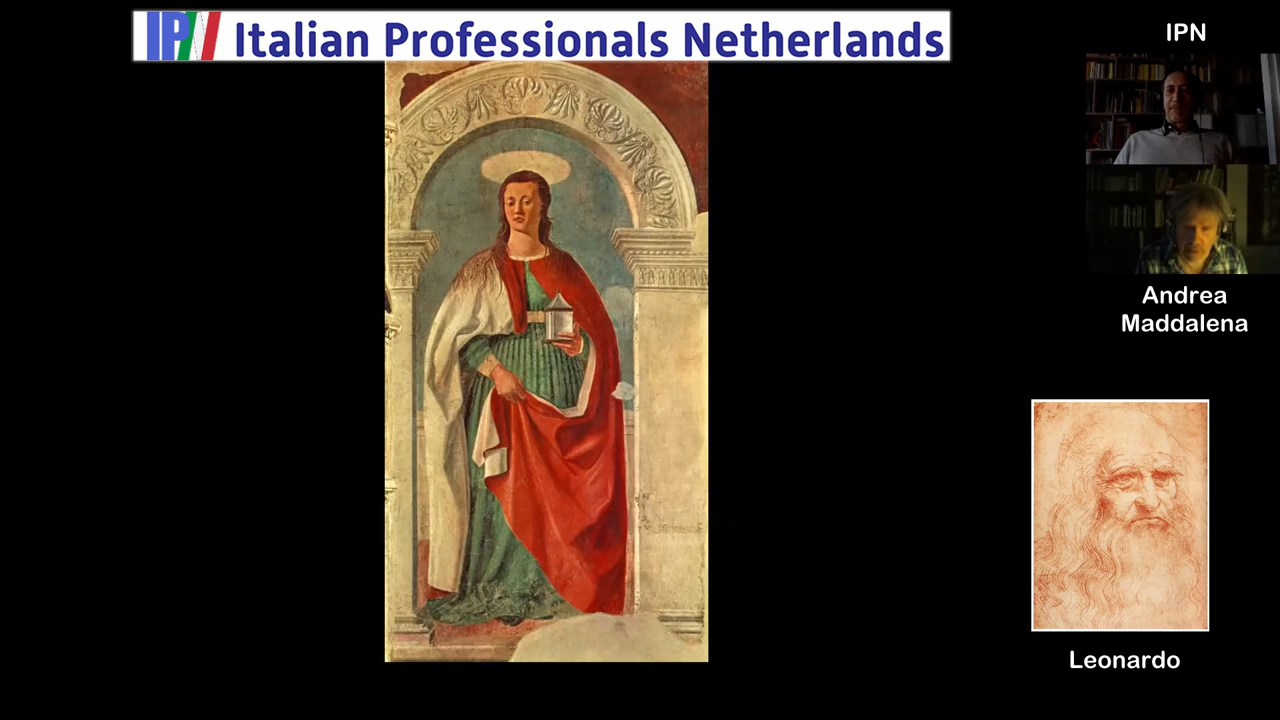 IPN Italian Professionals Netherlands
IPN
Andrea
Maddalena
Leonardo